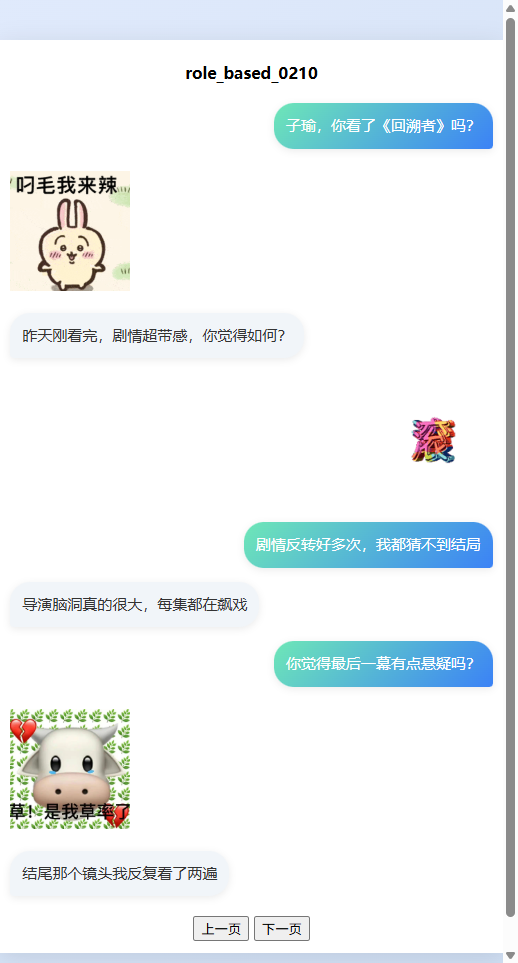 role_based_0210
子瑜，你看了《回溯者》吗？
叼毛我来辣
昨天刚看完，剧情超带感，你觉得如何？
剧情反转好多次，我都猜不到结局
导演脑洞真的很大，每集都在飙戏
你觉得最后一幕有点悬疑吗？
草！是我草率了
结尾那个镜头我反复看了两遍
上一页 下一页